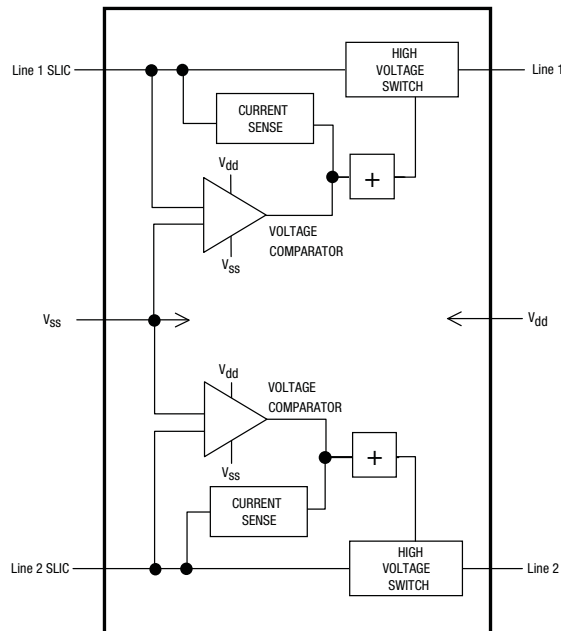 HIGH
VOLTAGE
SWITCH
Line 1 SLIC
Line 1
CURRENT
SENSE
Vdd
+
VOLTAGE
COMPARATOR
Vss
Vss
Vdd
Vdd
VOLTAGE
COMPARATOR
+
Vss
CURRENT
SENSE
HIGH
VOLTAGE
SWITCH
Line 2 SLIC
Line 2